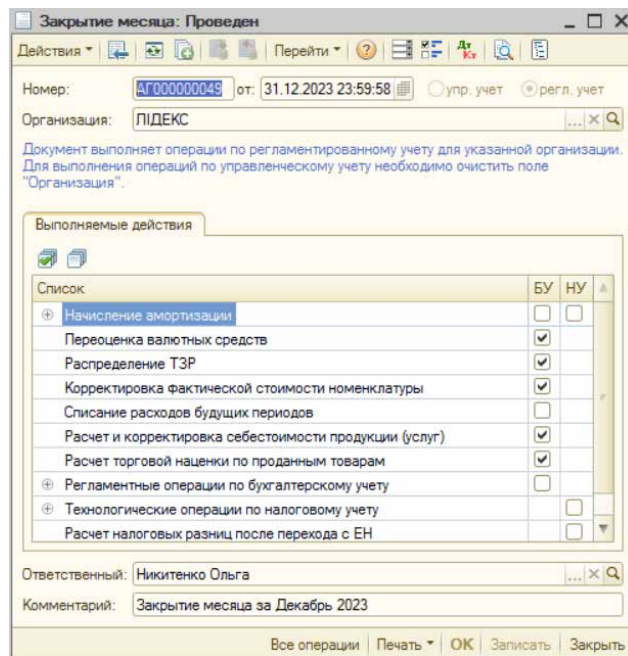 Закрытие месяца: Проведен
Действия Перейти Дт Кт
Номер: АГ000000049 от: 31.12.2023 23:59:58 упр. учет регл. учет
Организация: ЛІДЕКС ...
Документ выполняет операции по регламентированному учету для указанной организации.
Для выполнения операций по управленческому учету необходимо очистить поле
"Организация".
Выполняемые действия
Список БУ НУ
Начисление амортизации
Переоценка валютных средств
Распределение ТЗР
Корректировка фактической стоимости номенклатуры
Списание расходов будущих периодов
Расчет и корректировка себестоимости продукции (услуг)
Расчет торговой наценки по проданным товарам
Регламентные операции по бухгалтерскому учету
Технологические операции по налоговому учету
Расчет налоговых разниц после перехода с ЕН
Ответственный: Никитенко Ольга ...
Комментарий: Закрытие месяца за Декабрь 2023
Все операции Печать OK Записать Закрыть